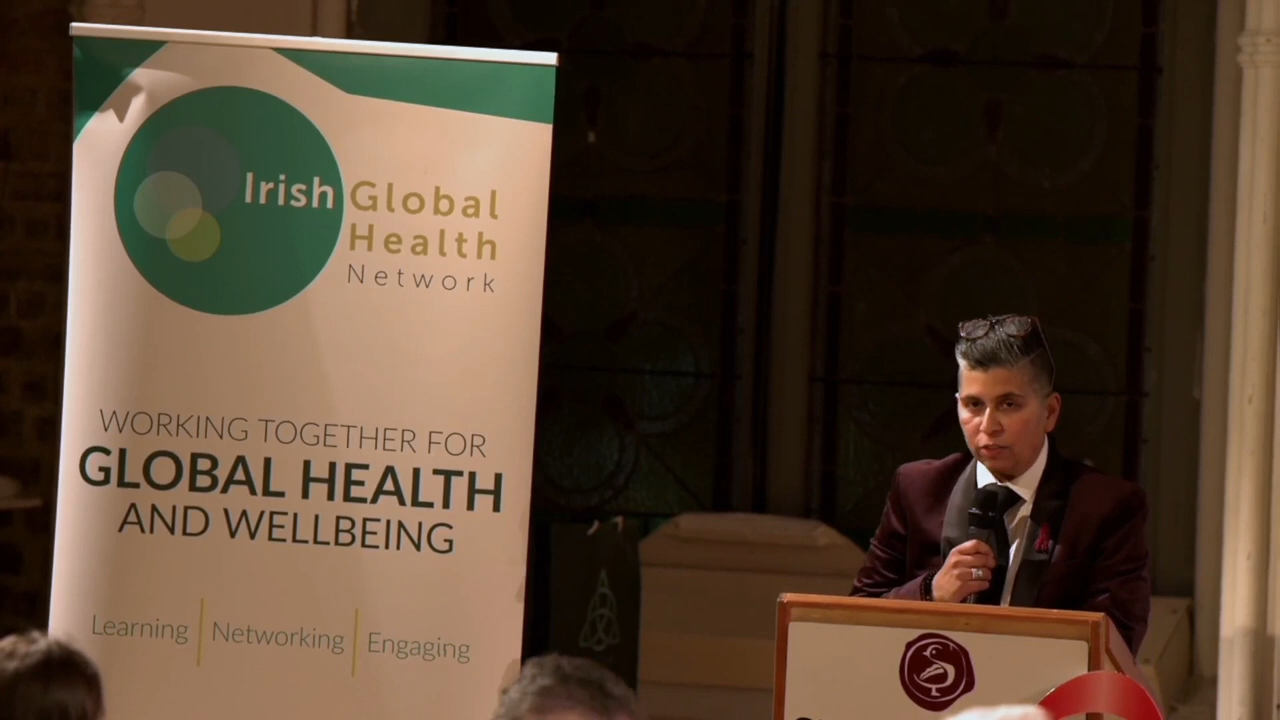 Irish Global
Health
Network
WORKING TOGETHER FOR
GLOBAL HEALTH
AND WELLBEING
Learning | Networking | Engaging